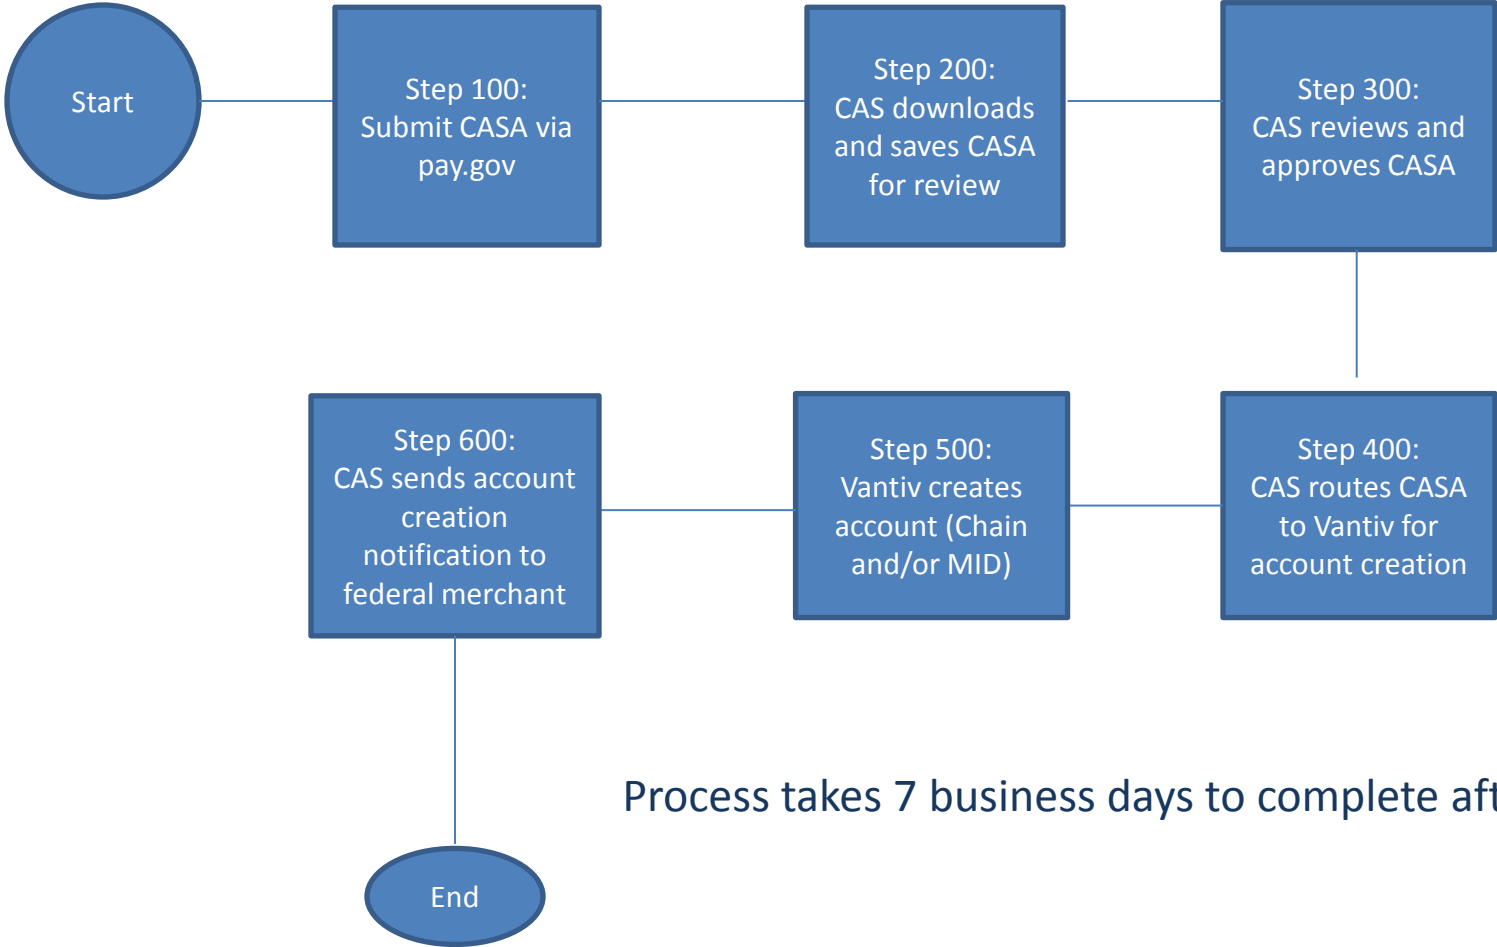 Start
Step 100:
Submit CASA via
pay.gov
Step 200:
CAS downloads
and saves CASA
for review
Step 300:
CAS reviews and
approves CASA
Step 400:
CAS routes CASA
to Vantiv for
account creation
Step 500:
Vantiv creates
account (Chain
and/or MID)
Step 600:
CAS sends account
creation
notification to
federal merchant
Process takes 7 business days to complete
End